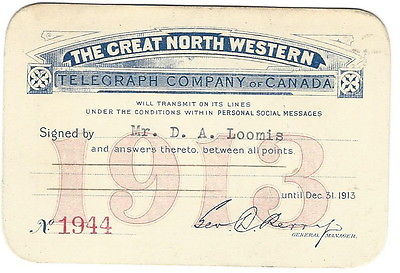 THE GREAT NORTH WESTERN
TELEGRAPH COMPANY OF CANADA.
WILL TRANSMIT ON ITS LINES
UNDER THE CONDITIONS WITHIN PERSONAL SOCIAL MESSAGES
Signed by Mr. D. A. Loomis
and answers thereto, between all points
1913
until Dec. 31. 1913
No 1944
Geo. D. Perry
GENERAL MANAGER.